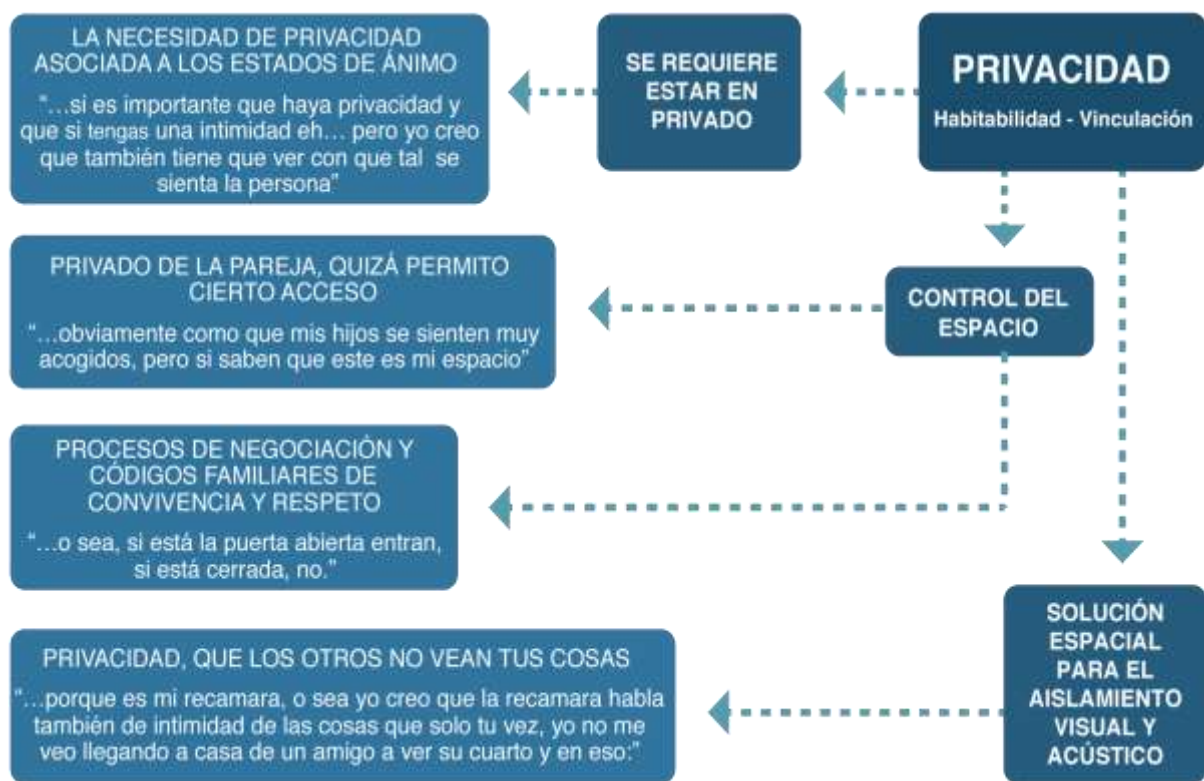 LA NECESIDAD DE PRIVACIDAD
ASOCIADA A LOS ESTADOS DE ÁNIMO
“…si es importante que haya privacidad y
que si tengas una intimidad eh… pero yo creo
que también tiene que ver con que tal se
sienta la persona”
SE REQUIERE
ESTAR EN
PRIVADO
PRIVACIDAD
Habitabilidad - Vinculación
PRIVADO DE LA PAREJA, QUIZÁ PERMITO
CIERTO ACCESO
“…obviamente como que mis hijos se sienten muy
acogidos, pero si saben que este es mi espacio”
CONTROL DEL
ESPACIO
PROCESOS DE NEGOCIACIÓN Y
CÓDIGOS FAMILIARES DE
CONVIVENCIA Y RESPETO
“…o sea, si está la puerta abierta entran,
si está cerrada, no.”
PRIVACIDAD, QUE LOS OTROS NO VEAN TUS COSAS
“…porque es mi recamara, o sea yo creo que la recamara habla
también de intimidad de las cosas que solo tu vez, yo no me
veo llegando a casa de un amigo a ver su cuarto y en eso:”
SOLUCIÓN
ESPACIAL
PARA EL
AISLAMIENTO
VISUAL Y
ACÚSTICO